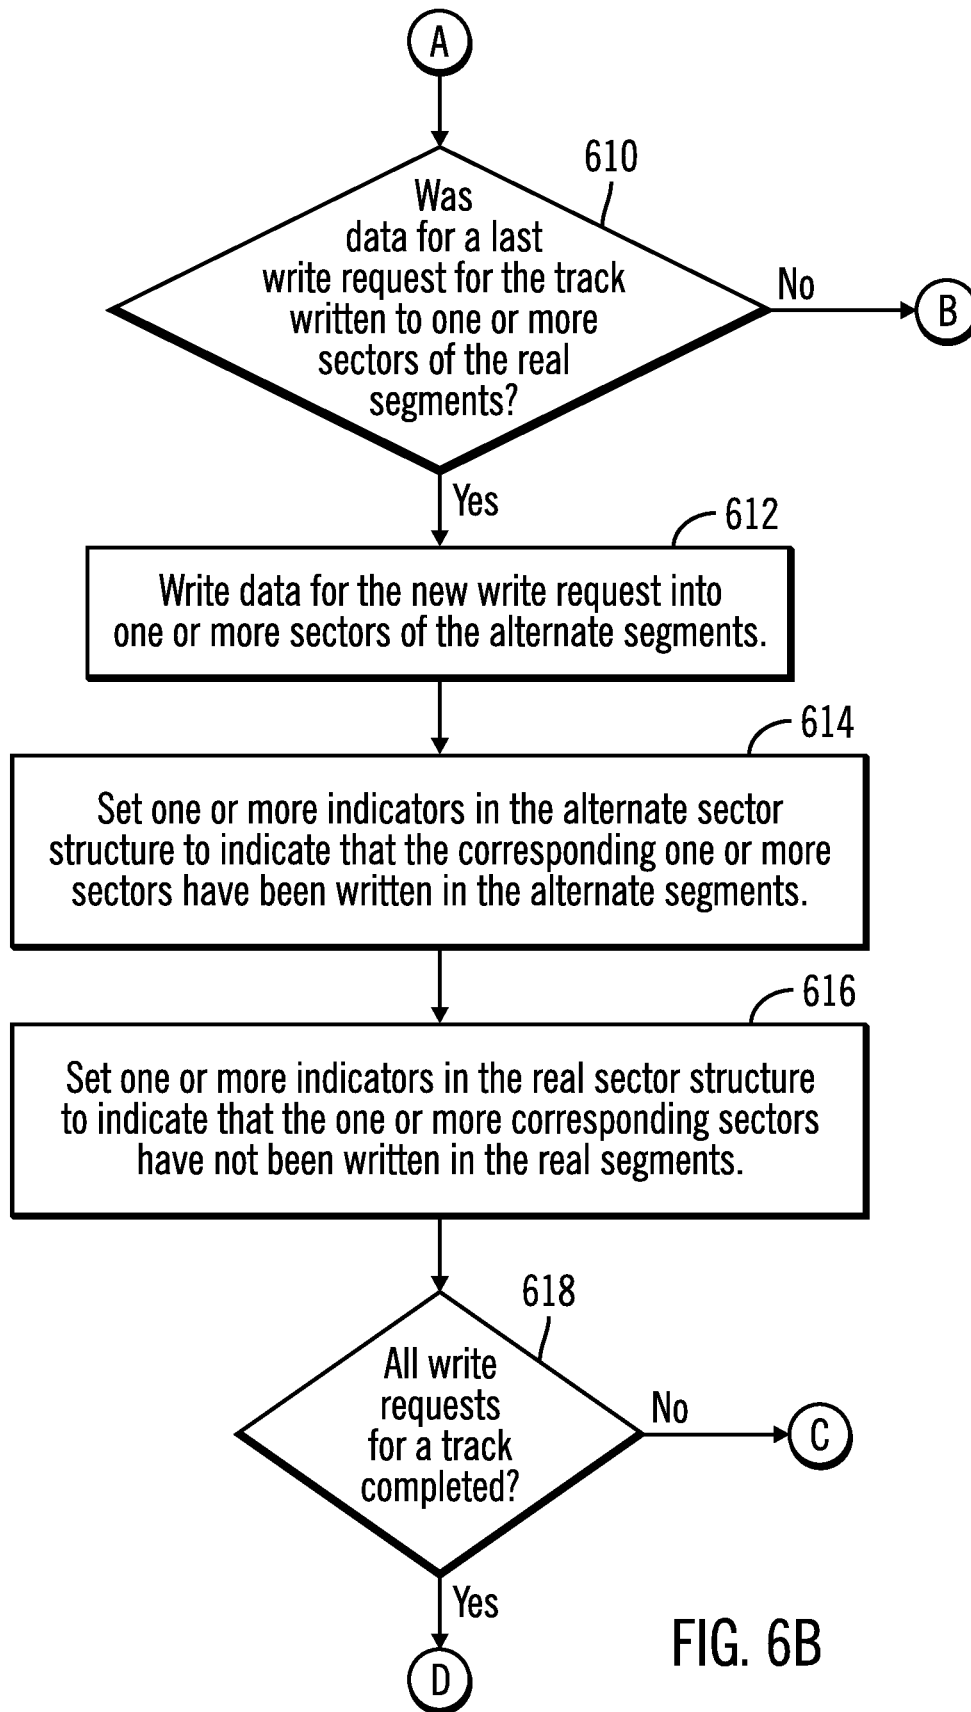 A
610
Was
data for a last
write request for the track
written to one or more
sectors of the real
segments?
No
B
Yes
612
Write data for the new write request into
one or more sectors of the alternate segments.
614
Set one or more indicators in the alternate sector
structure to indicate that the corresponding one or more
sectors have been written in the alternate segments.
616
Set one or more indicators in the real sector structure
to indicate that the one or more corresponding sectors
have not been written in the real segments.
618
All write
requests
for a track
completed?
No
C
Yes
D
FIG. 6B